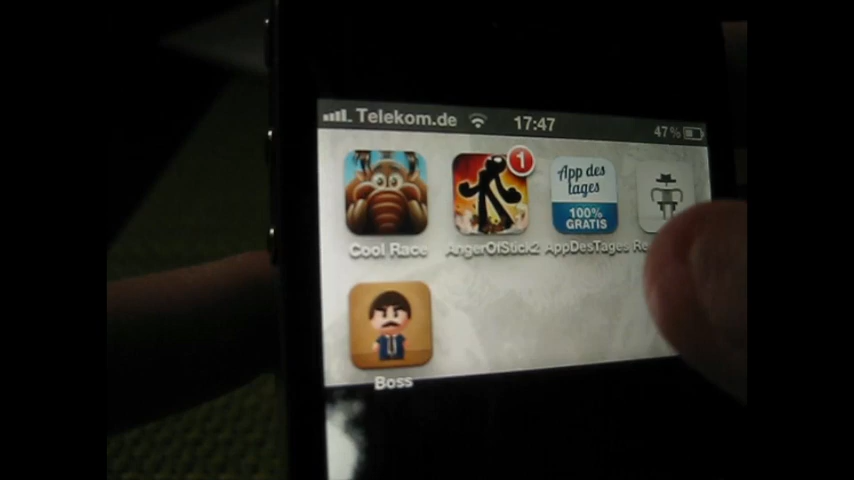 Telekom.de 17:47 47%
1
App des
tages
100%
GRATIS
Cool Race AngerOfStick2 AppDesTages
Boss